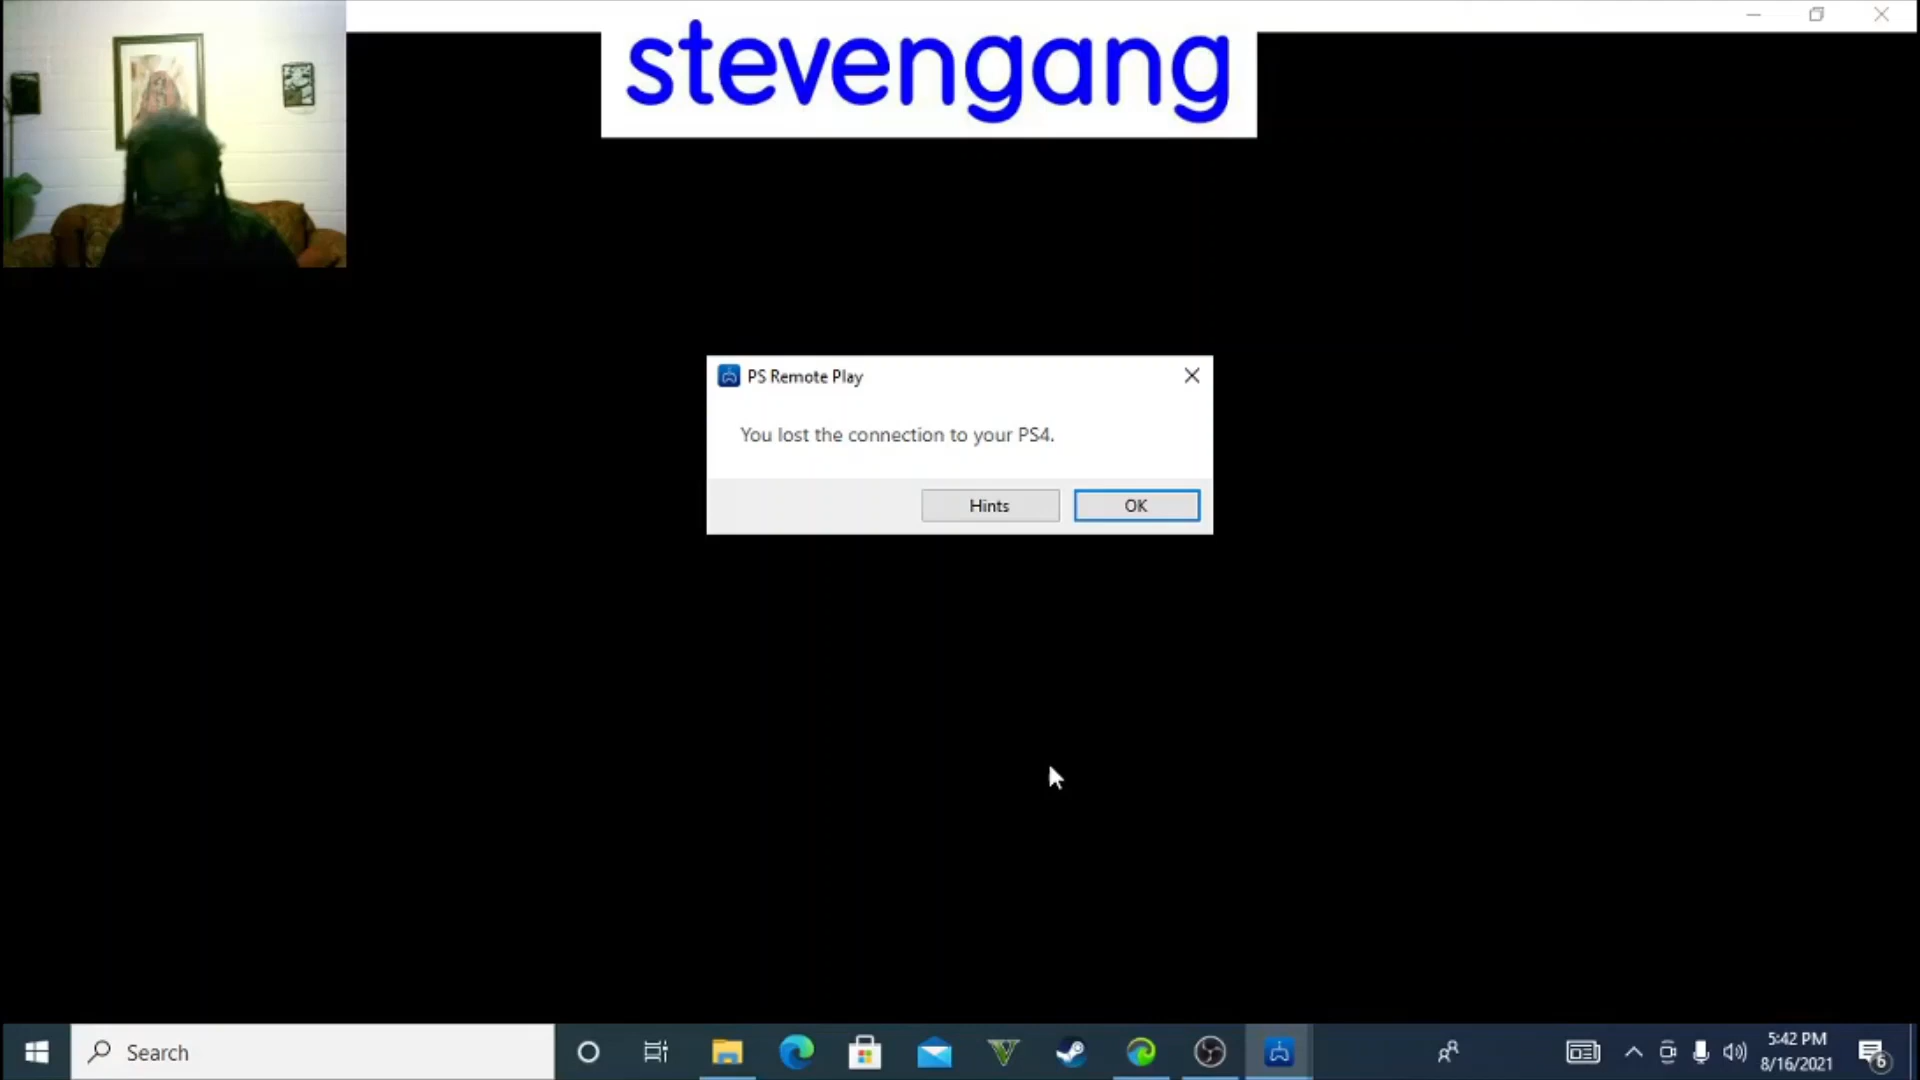 stevengang
PS Remote Play
You lost the connection to your PS4.
Hints
OK
Search
5:42 PM
8/16/2021
6